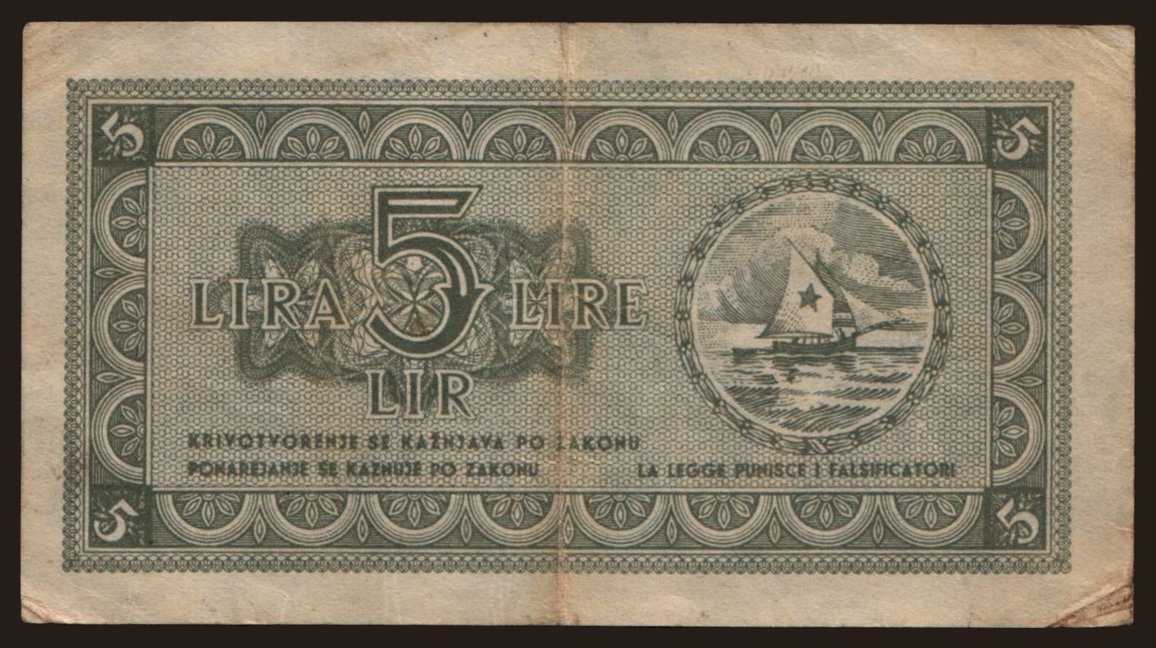 5 5
LIRA 5 LIRE
LIR
KRIVOTVORENJE SE KAŽNJAVA PO ZAKONU
PONAREJANJE SE KAZNUJE PO ZAKONU LA LEGGE PUNISCE I FALSIFICATORI
5 5